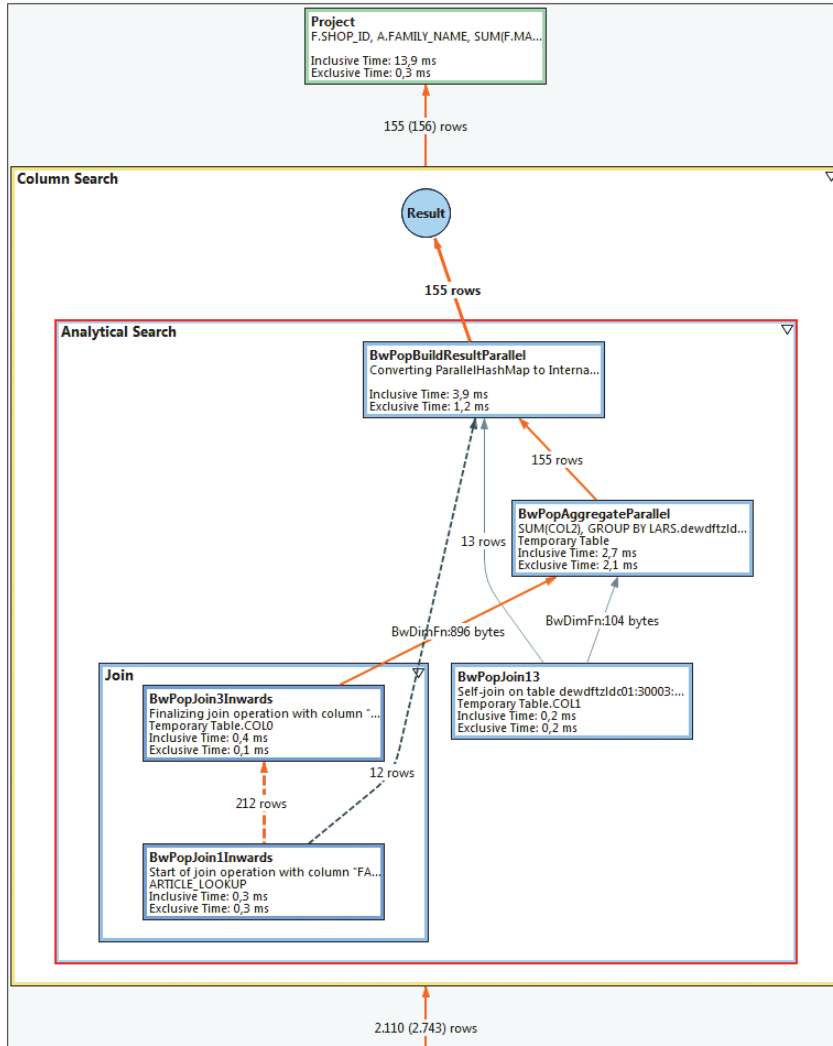 Project
F.SHOP_ID, A.FAMILY_NAME, SUM(F.MA...
Inclusive Time: 13,9 ms
Exclusive Time: 0,3 ms
155 (156) rows
Column Search
Result
155 rows
Analytical Search
BwPopBuildResultParallel
Converting ParallelHashMap to Interna...
Inclusive Time: 3,9 ms
Exclusive Time: 1,2 ms
155 rows
BwPopAggregateParallel
SUM(COL2), GROUP BY LARS.dewdftzld...
Temporary Table
Inclusive Time: 2,7 ms
Exclusive Time: 2,1 ms
13 rows
BwDimFn:896 bytes
BwDimFn:104 bytes
Join
BwPopJoin3Inwards
Finalizing join operation with column "...
Temporary Table.COL0
Inclusive Time: 0,4 ms
Exclusive Time: 0,1 ms
BwPopJoin13
Self-join on table dewdftzldc01:30003:...
Temporary Table.COL1
Inclusive Time: 0,2 ms
Exclusive Time: 0,2 ms
12 rows
212 rows
BwPopJoin1Inwards
Start of join operation with column "FA...
ARTICLE_LOOKUP
Inclusive Time: 0,3 ms
Exclusive Time: 0,3 ms
2.110 (2.743) rows